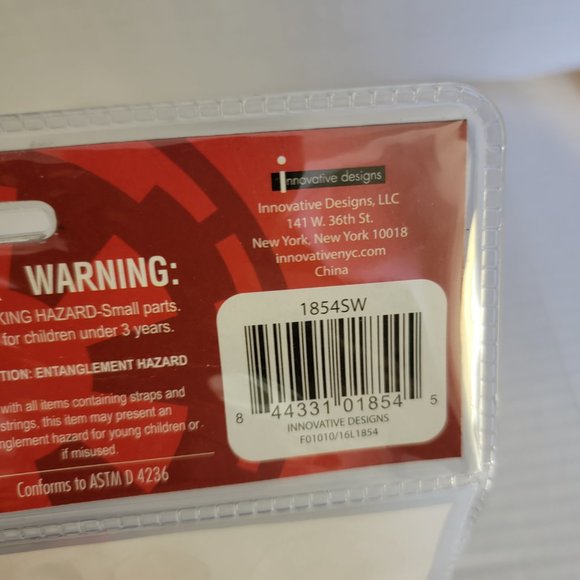 innovative designs
Innovative Designs, LLC
141 W. 36th St.
New York, New York 10018
innovativenyc.com
China
WARNING:
KING HAZARD-Small parts.
for children under 3 years.
TION: ENTANGLEMENT HAZARD
with all items containing straps and
strings, this item may present an
nglement hazard for young children or
if misused.
Conforms to ASTM D 4236
1854SW
8 44331 01854 5
INNOVATIVE DESIGNS
F01010/16L1854